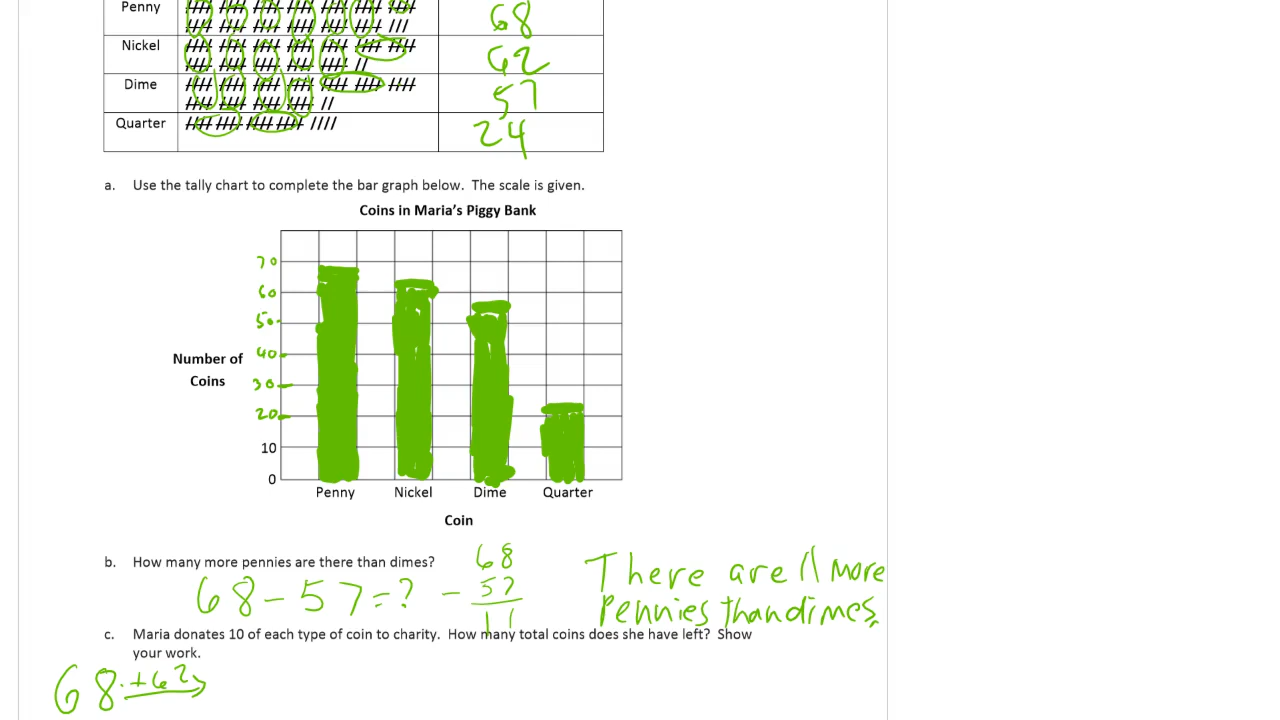 Penny 68
Nickel 62
Dime 57
Quarter 24
a. Use the tally chart to complete the bar graph below. The scale is given.
Coins in Maria's Piggy Bank
70
60
50
40
Number of
Coins
30
20
10
0
Penny Nickel Dime Quarter
Coin
b. How many more pennies are there than dimes?
68 - 57 = ?
68
- 57
11
There are 11 more
Pennies than dimes.
c. Maria donates 10 of each type of coin to charity. How many total coins does she have left? Show
your work.
68 +62